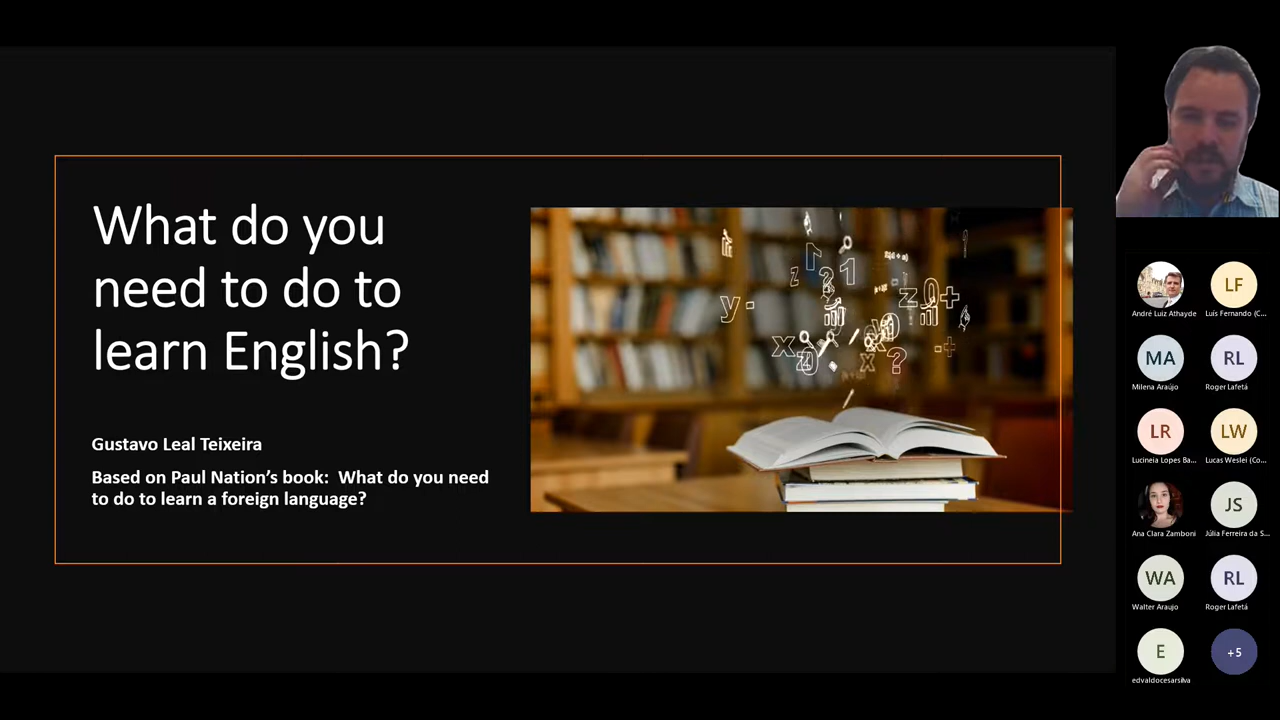 What do you
need to do to
learn English?
Gustavo Leal Teixeira
Based on Paul Nation's book: What do you need
to do to learn a foreign language?
André Luiz Athayde
LF
Luís Fernando (C...
MA
Milena Araújo
RL
Roger Lafetá
LR
Lucineia Lopes Ba...
LW
Lucas Weslei (Co...
Ana Clara Zamboni
JS
Júlia Ferreira da S...
WA
Walter Araujo
RL
Roger Lafetá
E
edvaldocesarsilva
+5